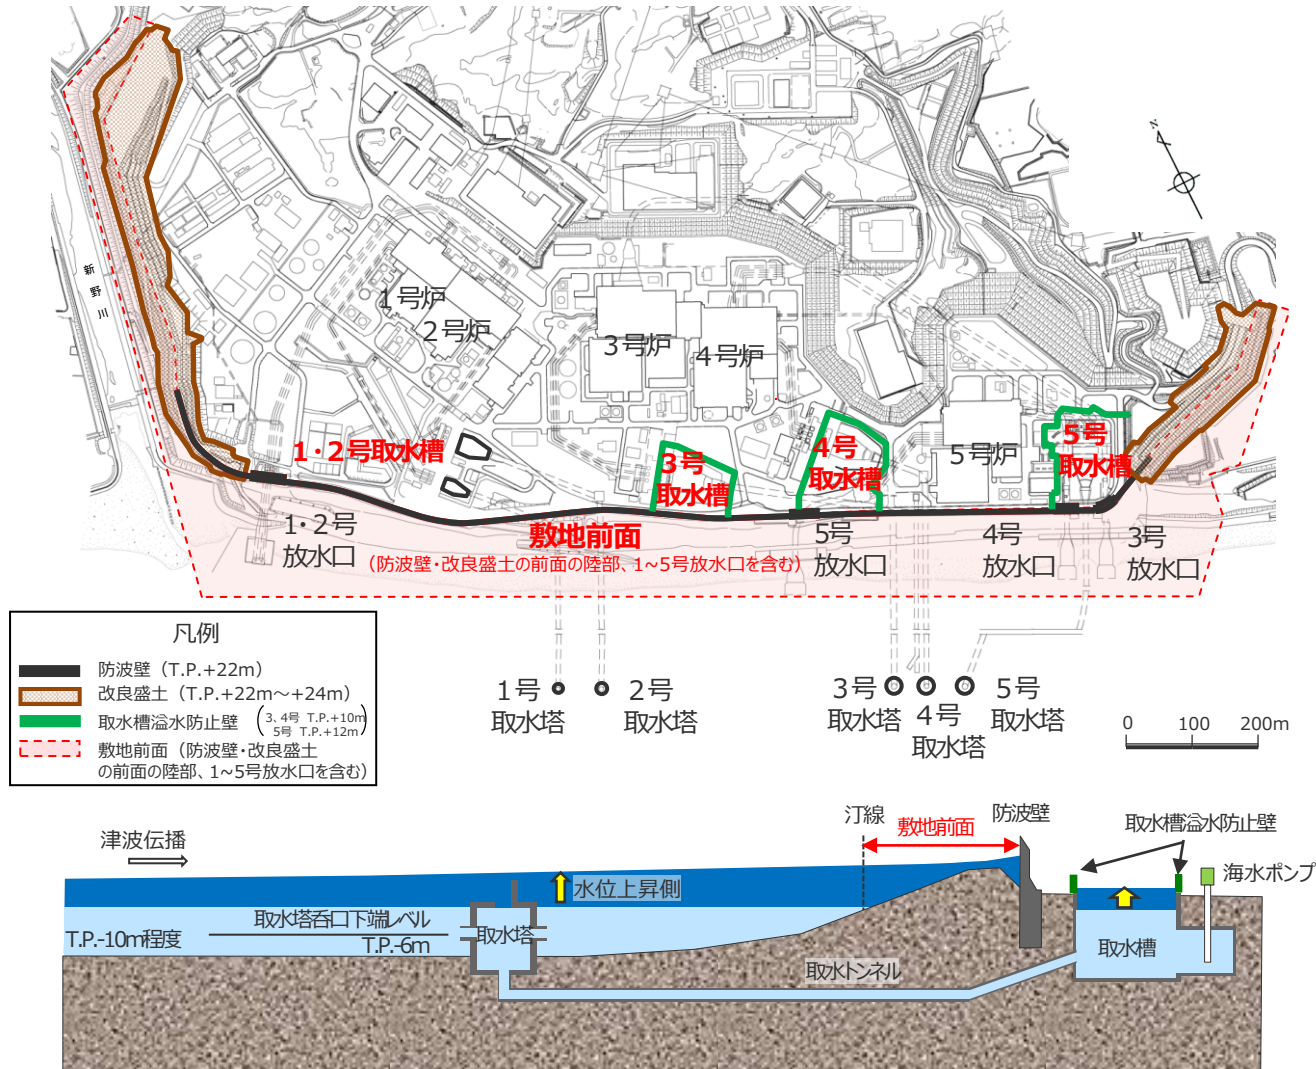 N
新野川
1号炉
2号炉
3号炉
4号炉
5号炉
1・2号取水槽
3号
取水槽
4号
取水槽
5号
取水槽
1・2号
放水口
敷地前面
（防波壁・改良盛土の前面の陸部、1~5号放水口を含む）
5号
放水口
4号
放水口
3号
放水口
凡例
防波壁（T.P.+22m）
改良盛土（T.P.+22m～+24m）
取水槽溢水防止壁（3、4号 T.P.+10m
5号 T.P.+12m）
敷地前面（防波壁・改良盛土
の前面の陸部、1~5号放水口を含む）
1号
取水塔
2号
取水塔
3号
取水塔
4号
取水塔
5号
取水塔
0 100 200m
津波伝播
汀線
敷地前面
防波壁
取水槽溢水防止壁
海水ポンプ
水位上昇側
取水塔呑口下端レベル
T.P.-10m程度
T.P.-6m
取水塔
取水槽
取水トンネル